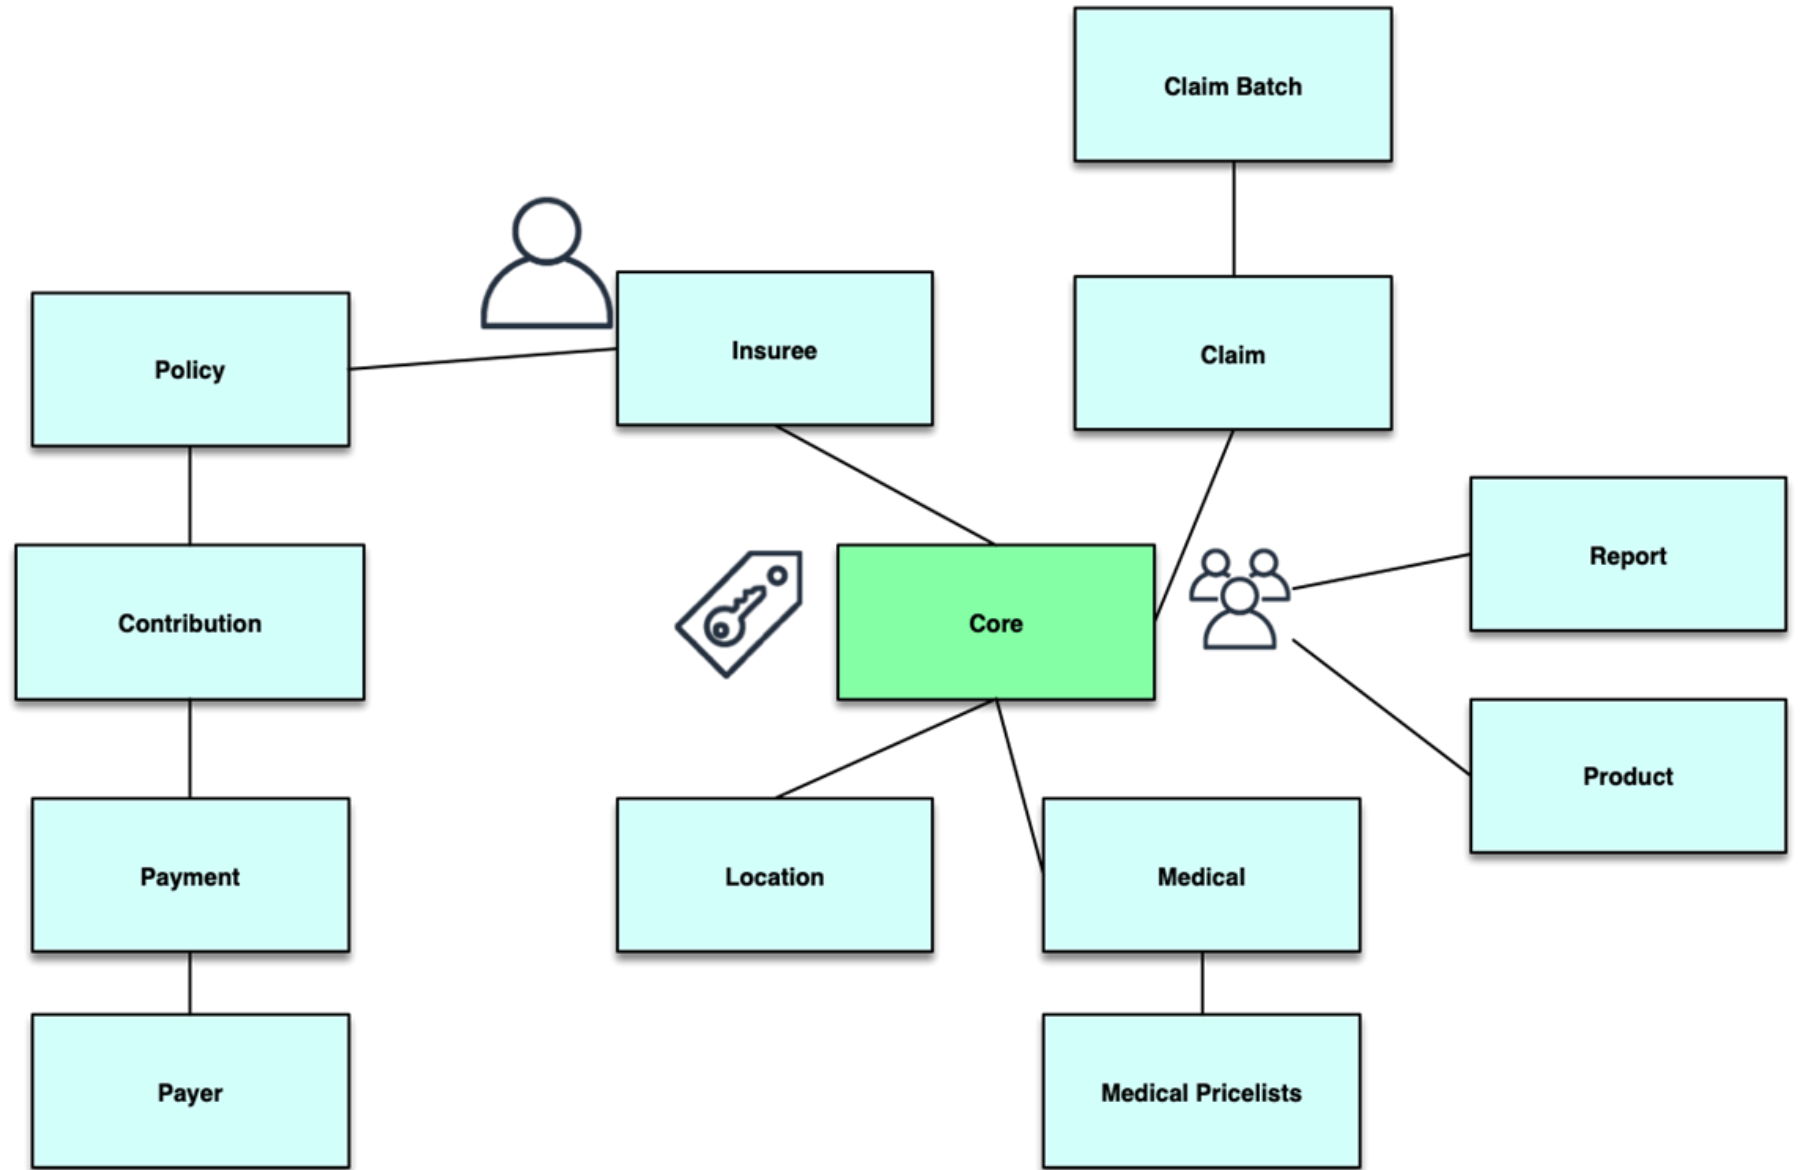 Claim Batch
Insuree
Claim
Policy
Report
Contribution
Core
Product
Payment
Location
Medical
Payer
Medical Pricelists